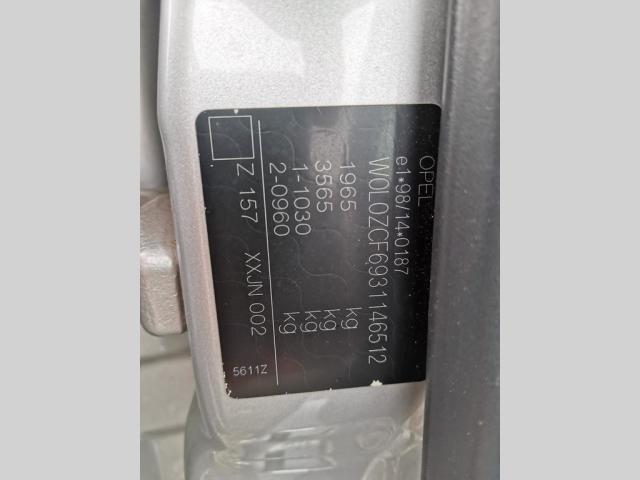 OPEL
e1*98/14*0187
W0L0ZCF6931146512
1965 kg
3565 kg
1-1030 kg
2-0960 kg
Z 157 XXJN 002
5611Z